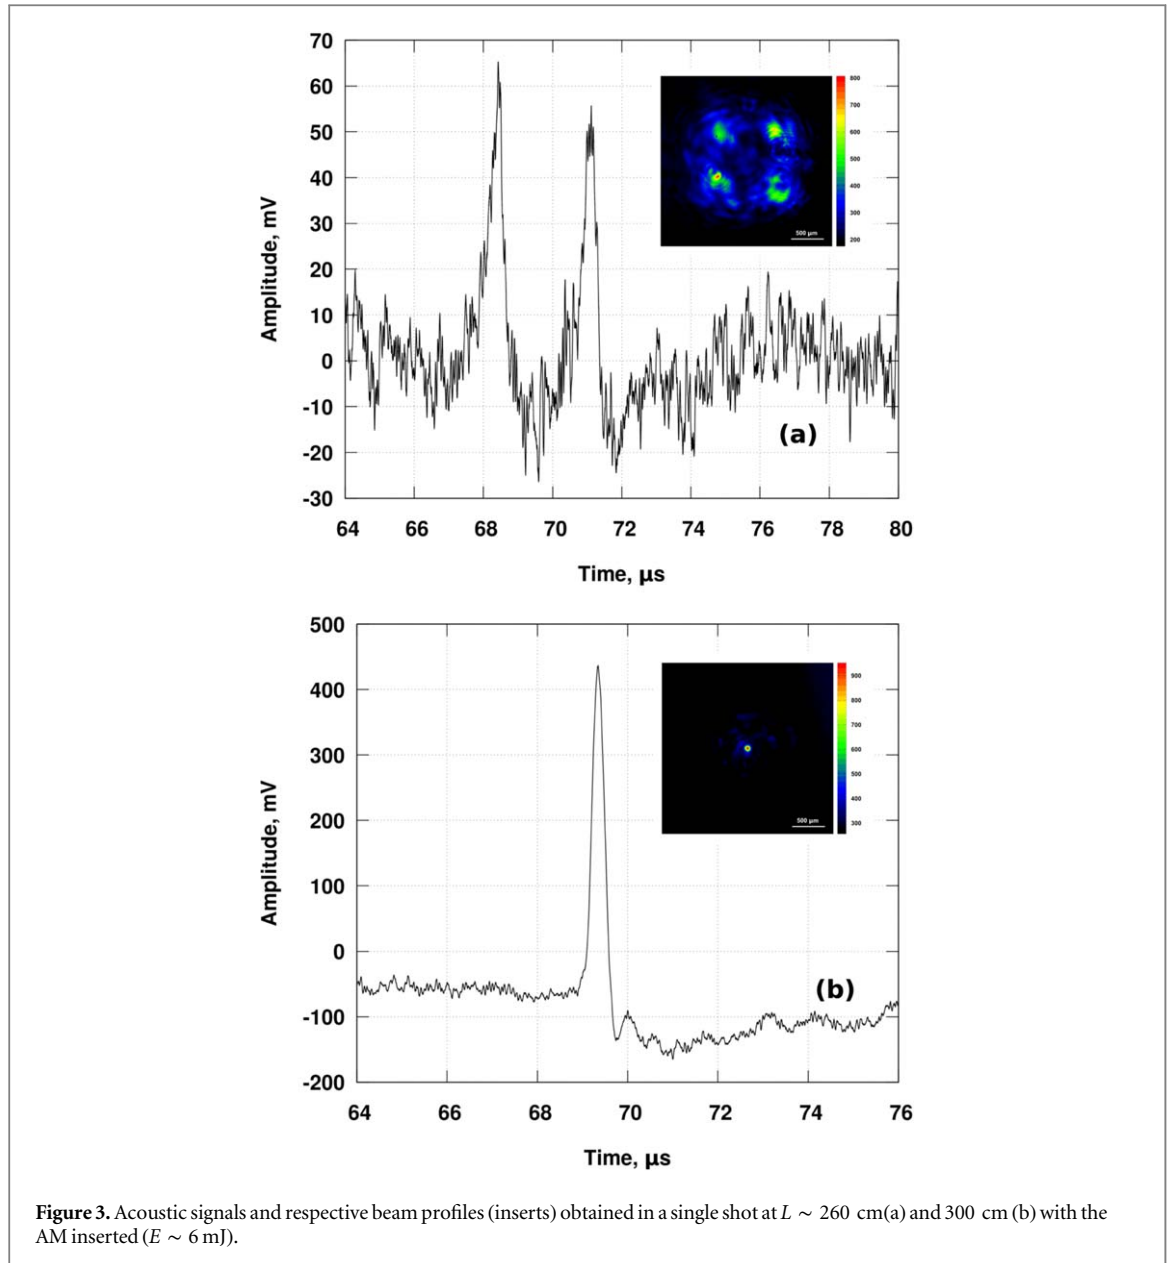 70
60
50
40
30
20
10
0
-10
-20
-30
Amplitude, mV
800
700
600
500
400
300
200
500 µm
(a)
64 66 68 70 72 74 76 78 80
Time, µs
500
400
300
200
100
0
-100
-200
Amplitude, mV
900
800
700
600
500
400
300
500 µm
(b)
64 66 68 70 72 74 76
Time, µs
Figure 3. Acoustic signals and respective beam profiles (inserts) obtained in a single shot at L ∼ 260 cm(a) and 300 cm (b) with the
AM inserted (E ∼ 6 mJ).